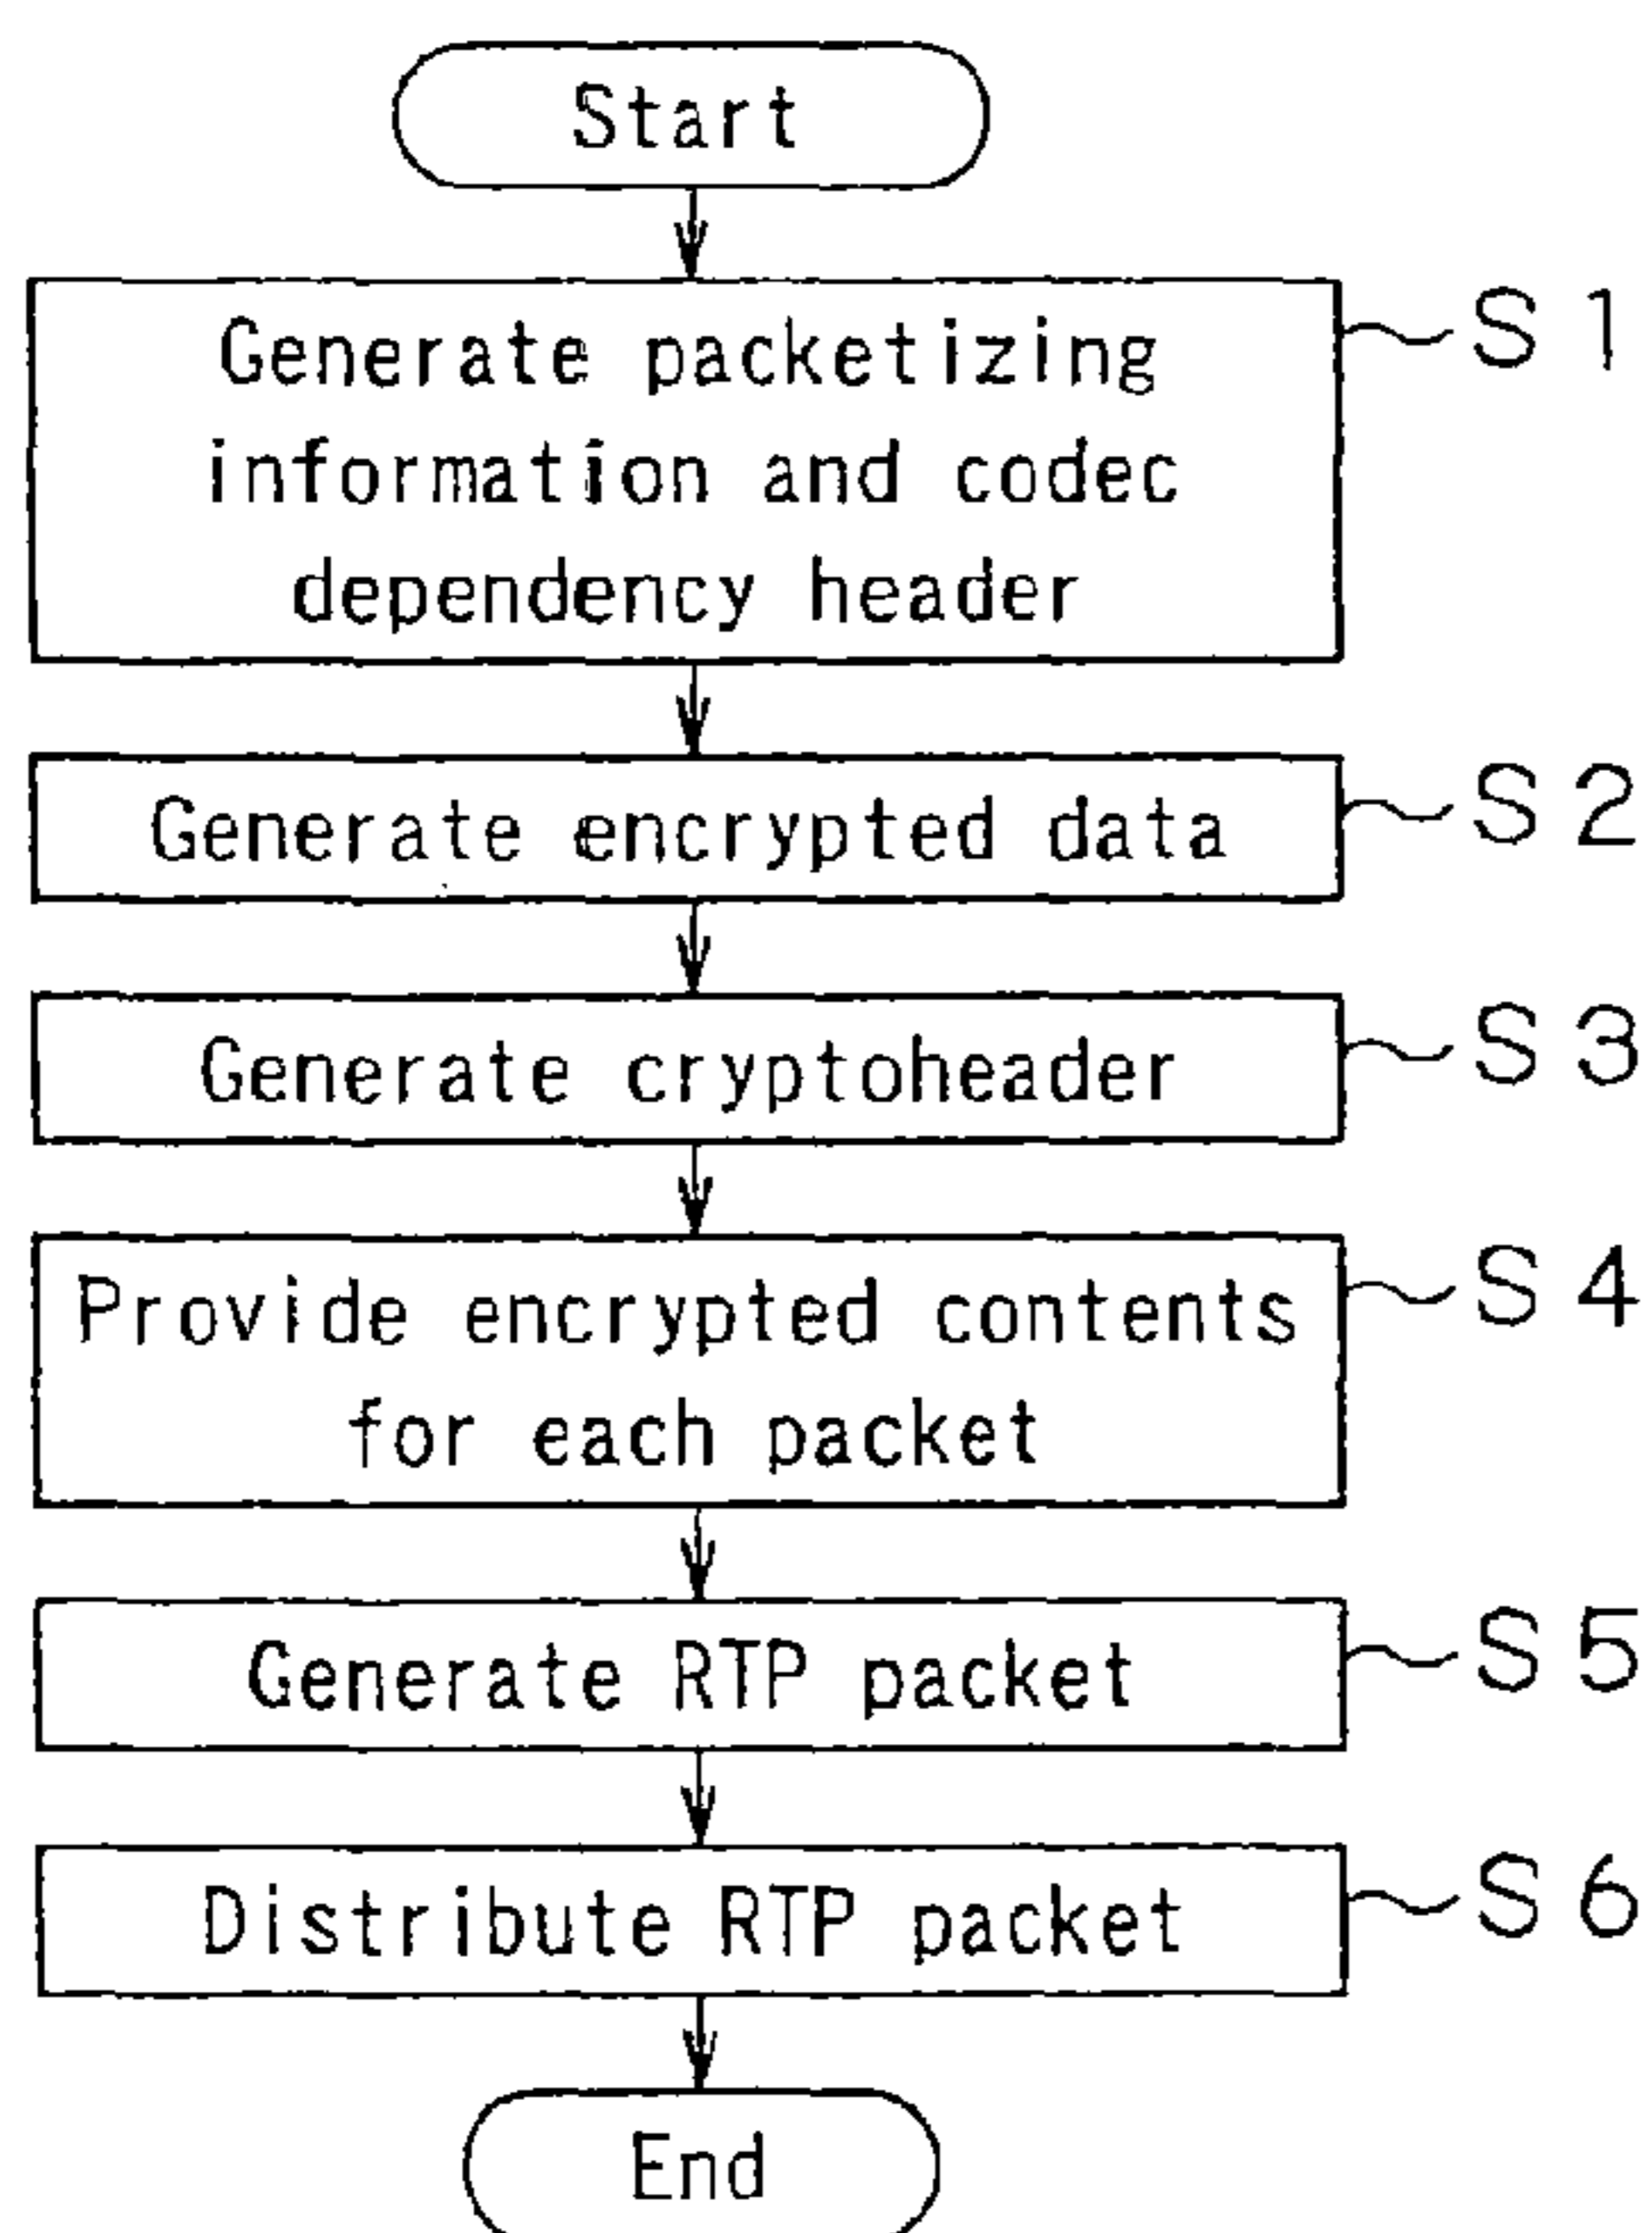 Start
Generate packetizing
information and codec
dependency header
S1
Generate encrypted data
S2
Generate cryptoheader
S3
Provide encrypted contents
for each packet
S4
Generate RTP packet
S5
Distribute RTP packet
S6
End